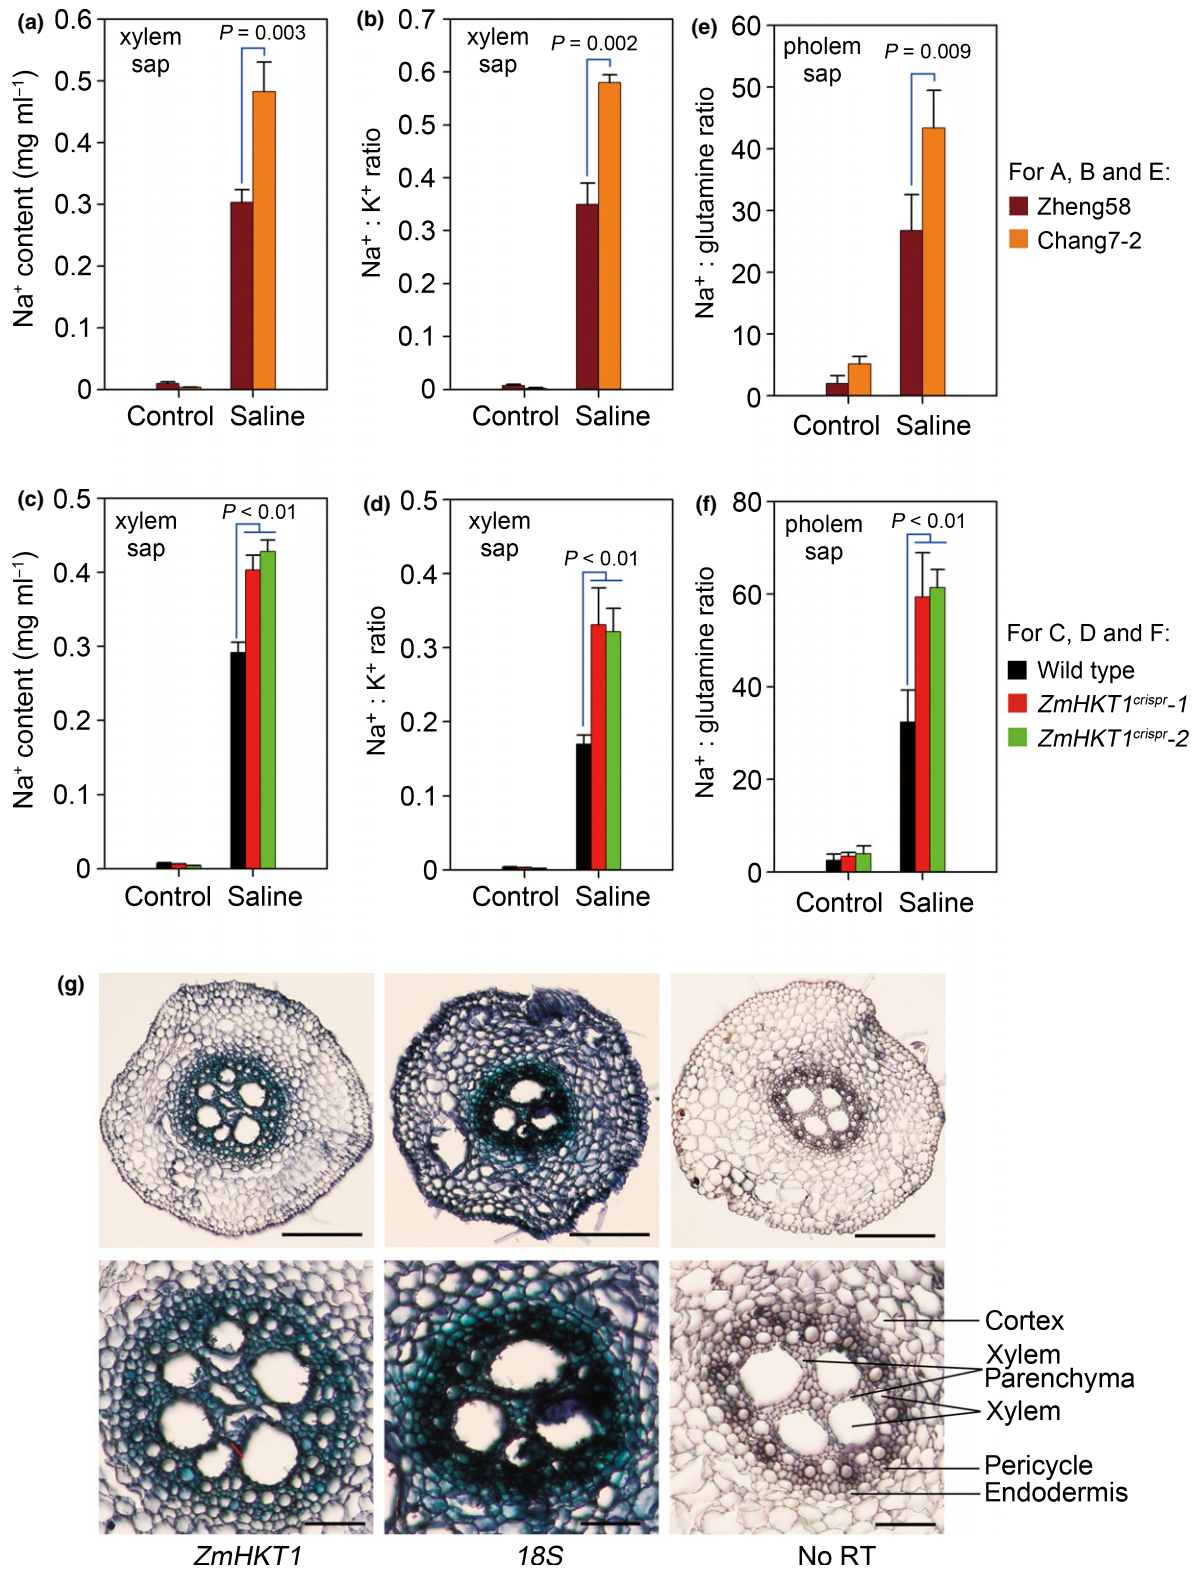 (a)
0.6
0.5
0.4
0.3
0.2
0.1
0
Na⁺ content (mg ml⁻¹)
xylem
sap
P = 0.003
Control Saline
(b)
0.7
0.6
0.5
0.4
0.3
0.2
0.1
0
Na⁺ : K⁺ ratio
xylem
sap
P = 0.002
Control Saline
(e)
60
50
40
30
20
10
0
Na⁺ : glutamine ratio
pholem
sap
P = 0.009
Control Saline
For A, B and E:
Zheng58
Chang7-2
(c)
0.5
0.4
0.3
0.2
0.1
0
Na⁺ content (mg ml⁻¹)
xylem
sap
P < 0.01
Control Saline
(d)
0.5
0.4
0.3
0.2
0.1
0
Na⁺ : K⁺ ratio
xylem
sap
P < 0.01
Control Saline
(f)
80
60
40
20
0
Na⁺ : glutamine ratio
pholem
sap
P < 0.01
Control Saline
For C, D and F:
Wild type
ZmHKT1ᶜʳⁱˢᵖʳ-1
ZmHKT1ᶜʳⁱˢᵖʳ-2
(g)
Cortex
Xylem
Parenchyma
Xylem
Pericycle
Endodermis
ZmHKT1
18S
No RT